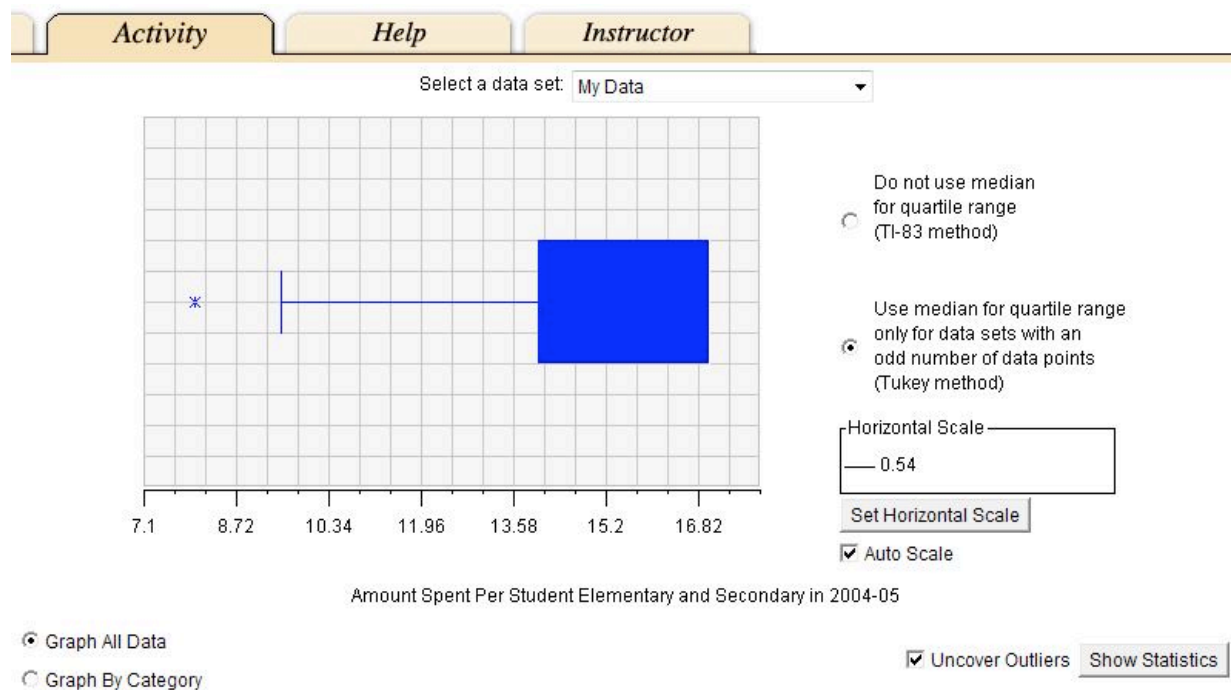 Activity Help Instructor
Select a data set: My Data
Do not use median
for quartile range
(TI-83 method)
Use median for quartile range
only for data sets with an
odd number of data points
(Tukey method)
Horizontal Scale
0.54
Set Horizontal Scale
Auto Scale
7.1 8.72 10.34 11.96 13.58 15.2 16.82
Amount Spent Per Student Elementary and Secondary in 2004-05
Graph All Data
Uncover Outliers Show Statistics
Graph By Category